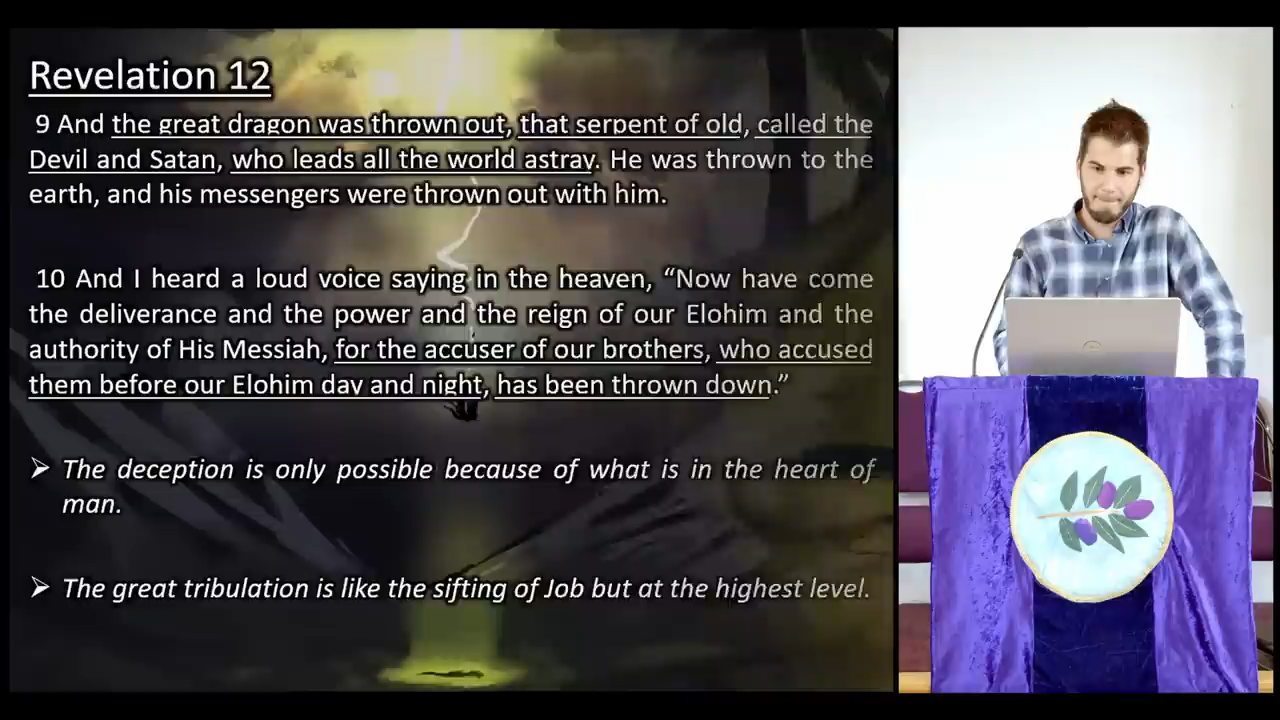 Revelation 12
9 And the great dragon was thrown out, that serpent of old, called the
Devil and Satan, who leads all the world astray. He was thrown to the
earth, and his messengers were thrown out with him.
10 And I heard a loud voice saying in the heaven, “Now have come
the deliverance and the power and the reign of our Elohim and the
authority of His Messiah, for the accuser of our brothers, who accused
them before our Elohim day and night, has been thrown down.”
➢ The deception is only possible because of what is in the heart of
man.
➢ The great tribulation is like the sifting of Job but at the highest level.